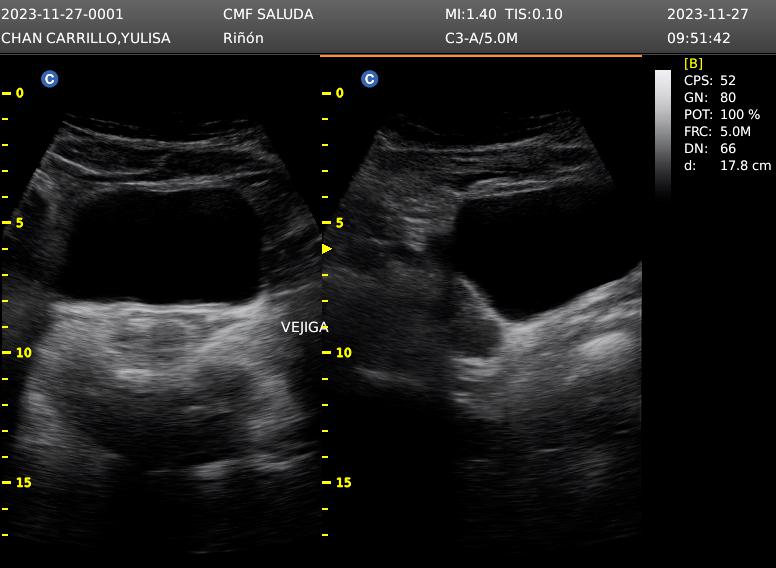 2023-11-27-0001 CMF SALUDA MI:1.40 TIS:0.10 2023-11-27
CHAN CARRILLO,YULISA Riñón C3-A/5.0M 09:51:42
[B]
CPS: 52
GN: 80
POT: 100 %
FRC: 5.0M
DN: 66
d: 17.8 cm
C
0
5
10
15
VEJIGA
C
0
5
10
15